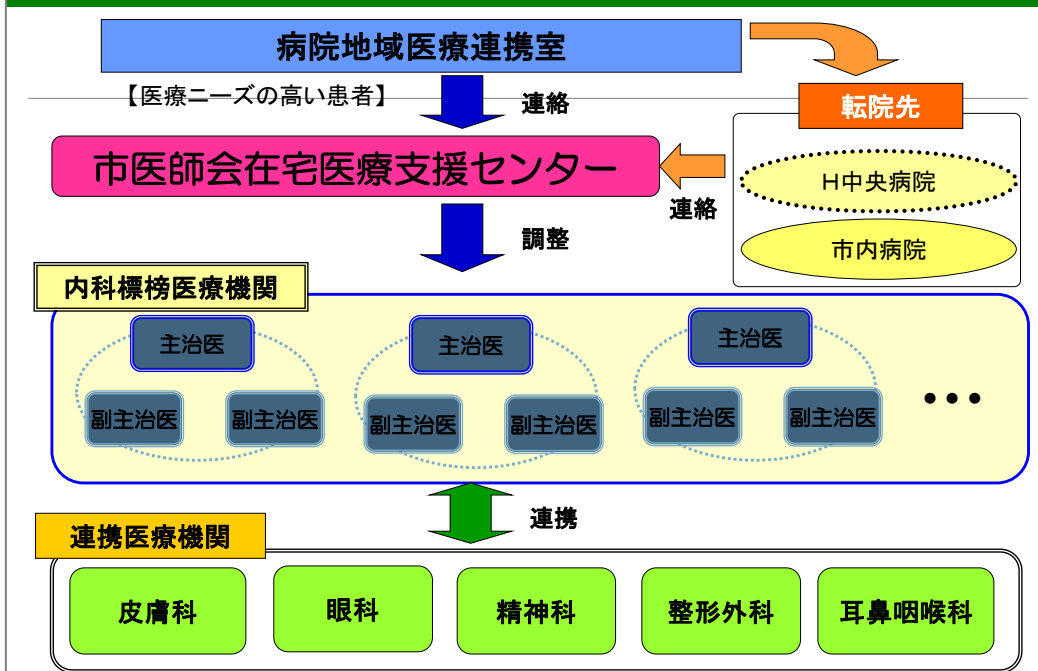 病院地域医療連携室
【医療ニーズの高い患者】
連絡
転院先
市医師会在宅医療支援センター
連絡
H中央病院
市内病院
調整
内科標榜医療機関
主治医
副主治医
副主治医
主治医
副主治医
副主治医
主治医
副主治医
副主治医
•••
連携
連携医療機関
皮膚科
眼科
精神科
整形外科
耳鼻咽喉科